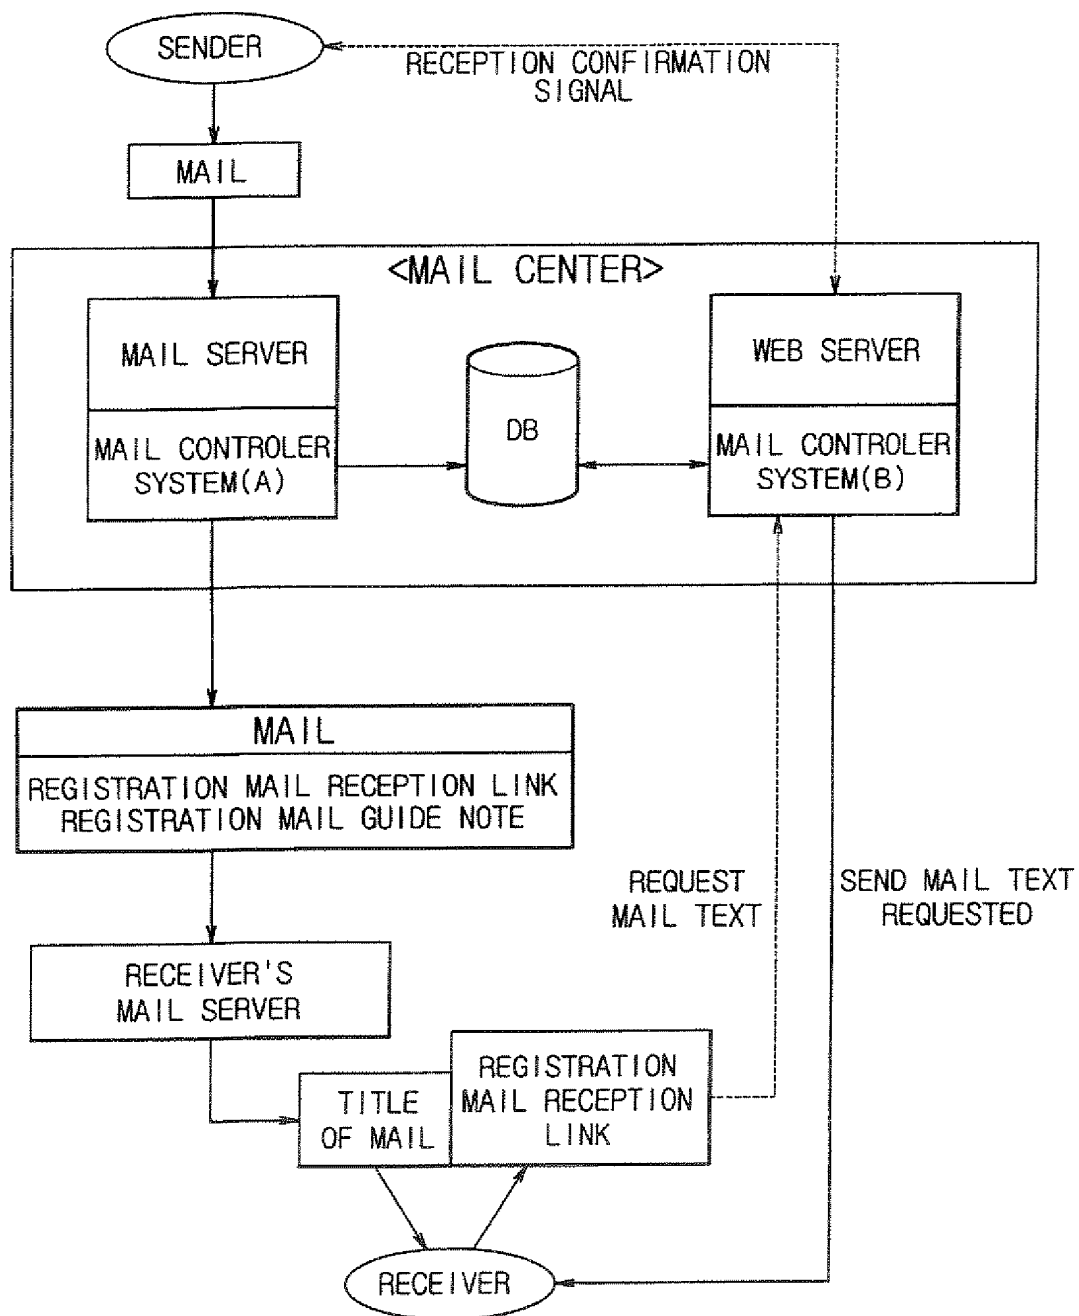 SENDER
RECEPTION CONFIRMATION
SIGNAL
MAIL
<MAIL CENTER>
MAIL SERVER
WEB SERVER
DB
MAIL CONTROLER
SYSTEM(A)
MAIL CONTROLER
SYSTEM(B)
MAIL
REGISTRATION MAIL RECEPTION LINK
REGISTRATION MAIL GUIDE NOTE
REQUEST
MAIL TEXT
SEND MAIL TEXT
REQUESTED
RECEIVER'S
MAIL SERVER
TITLE
OF MAIL
REGISTRATION
MAIL RECEPTION
LINK
RECEIVER